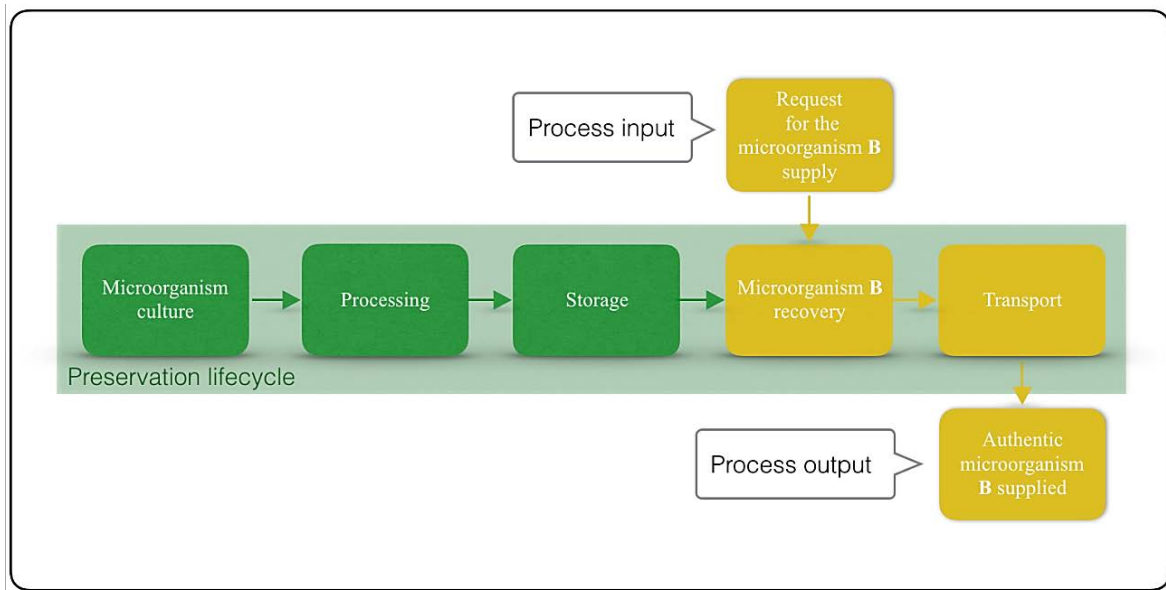 Process input
Request
for the
microorganism B
supply
Microorganism
culture
Processing
Storage
Microorganism B
recovery
Transport
Preservation lifecycle
Process output
Authentic
microorganism
B supplied